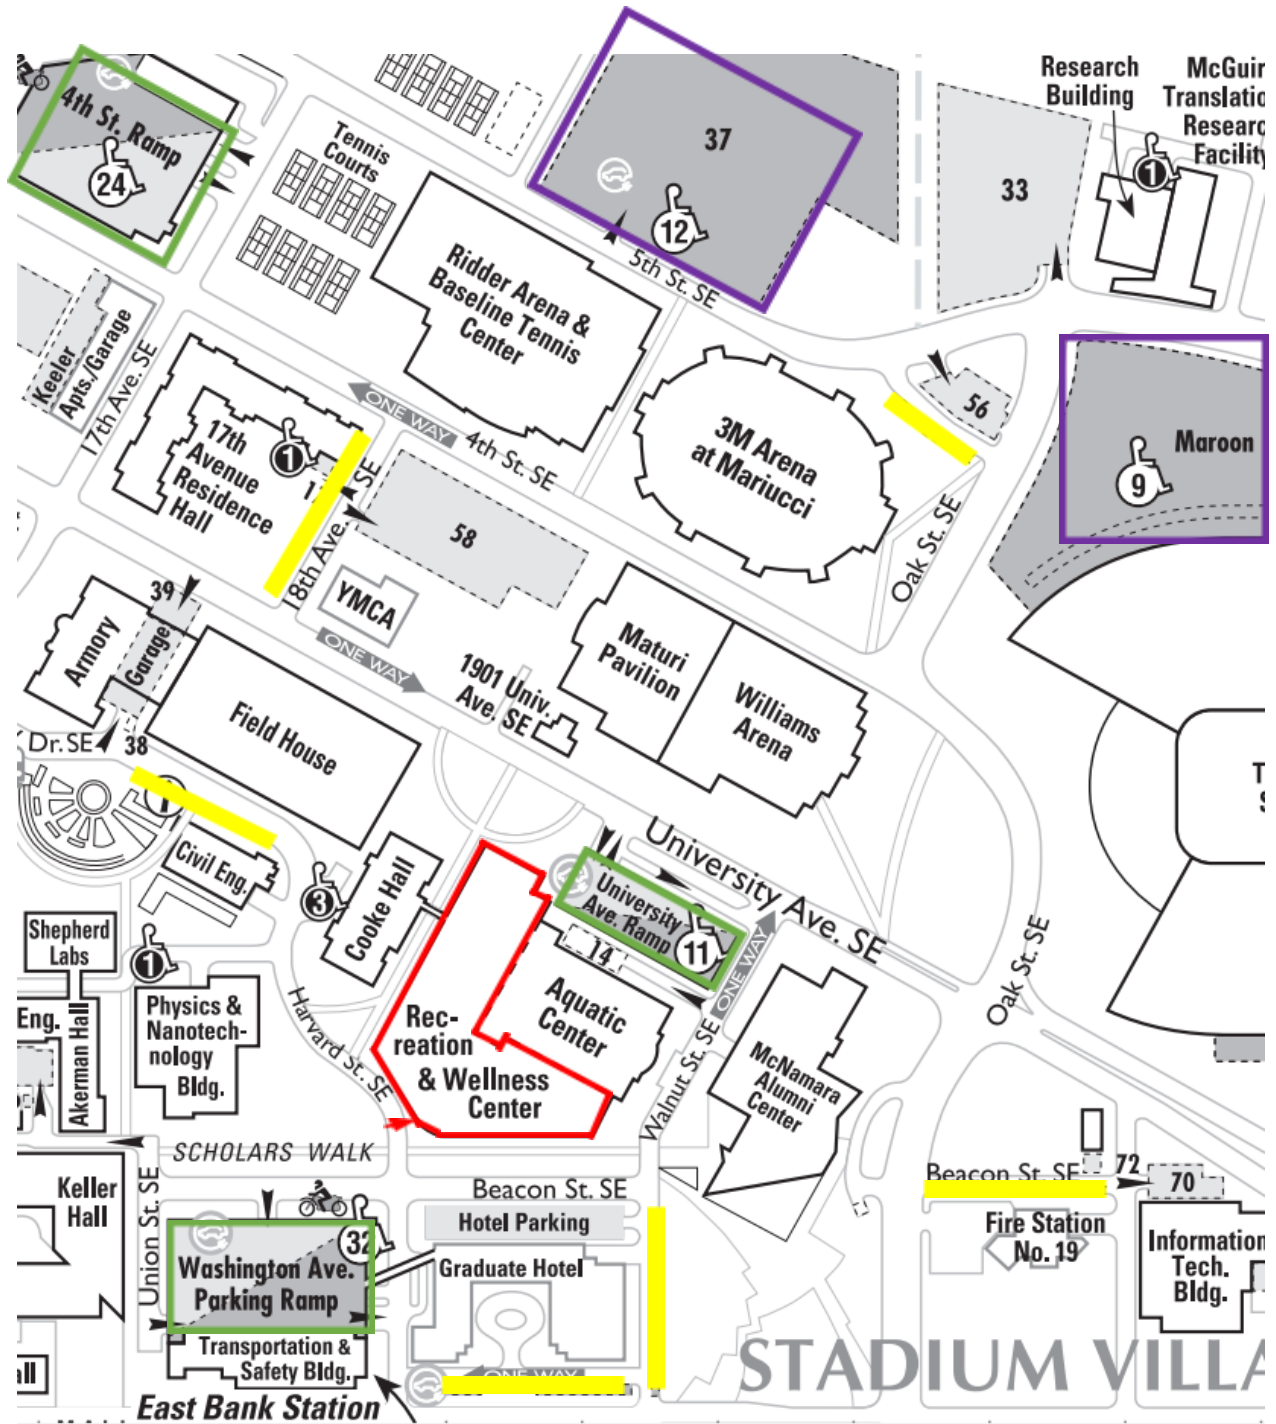 Research
Building
McGuir
Translatio
Researc
Facility
1
4th St. Ramp
24
Tennis
Courts
37
12
33
5th St. SE
Ridder Arena &
Baseline Tennis
Center
Keeler
Apts./Garage
17th Ave. SE
ONE WAY
4th St. SE
56
Maroon
9
3M Arena
at Mariucci
17th
Avenue
Residence
Hall
1
18th Ave. SE
58
Oak St. SE
YMCA
39
Armory
Garage
ONE WAY
Maturi
Pavilion
Williams
Arena
1901 Univ.
Ave. SE
Field House
Dr. SE
38
Civil Eng.
3
Cooke Hall
University Ave. SE
University
Ave. Ramp
11
14
ONE WAY
Shepherd
Labs
1
Eng.
Akerman Hall
Physics &
Nanotech-
nology
Bldg.
Harvard St. SE
Rec-
reation
& Wellness
Center
Aquatic
Center
Walnut St. SE
McNamara
Alumni
Center
Oak St. SE
SCHOLARS WALK
Beacon St. SE
Beacon St. SE
72
70
Keller
Hall
Union St. SE
32
Hotel Parking
Washington Ave.
Parking Ramp
Graduate Hotel
Fire Station
No. 19
Information
Tech.
Bldg.
Transportation &
Safety Bldg.
ONE WAY
STADIUM VILLA
East Bank Station